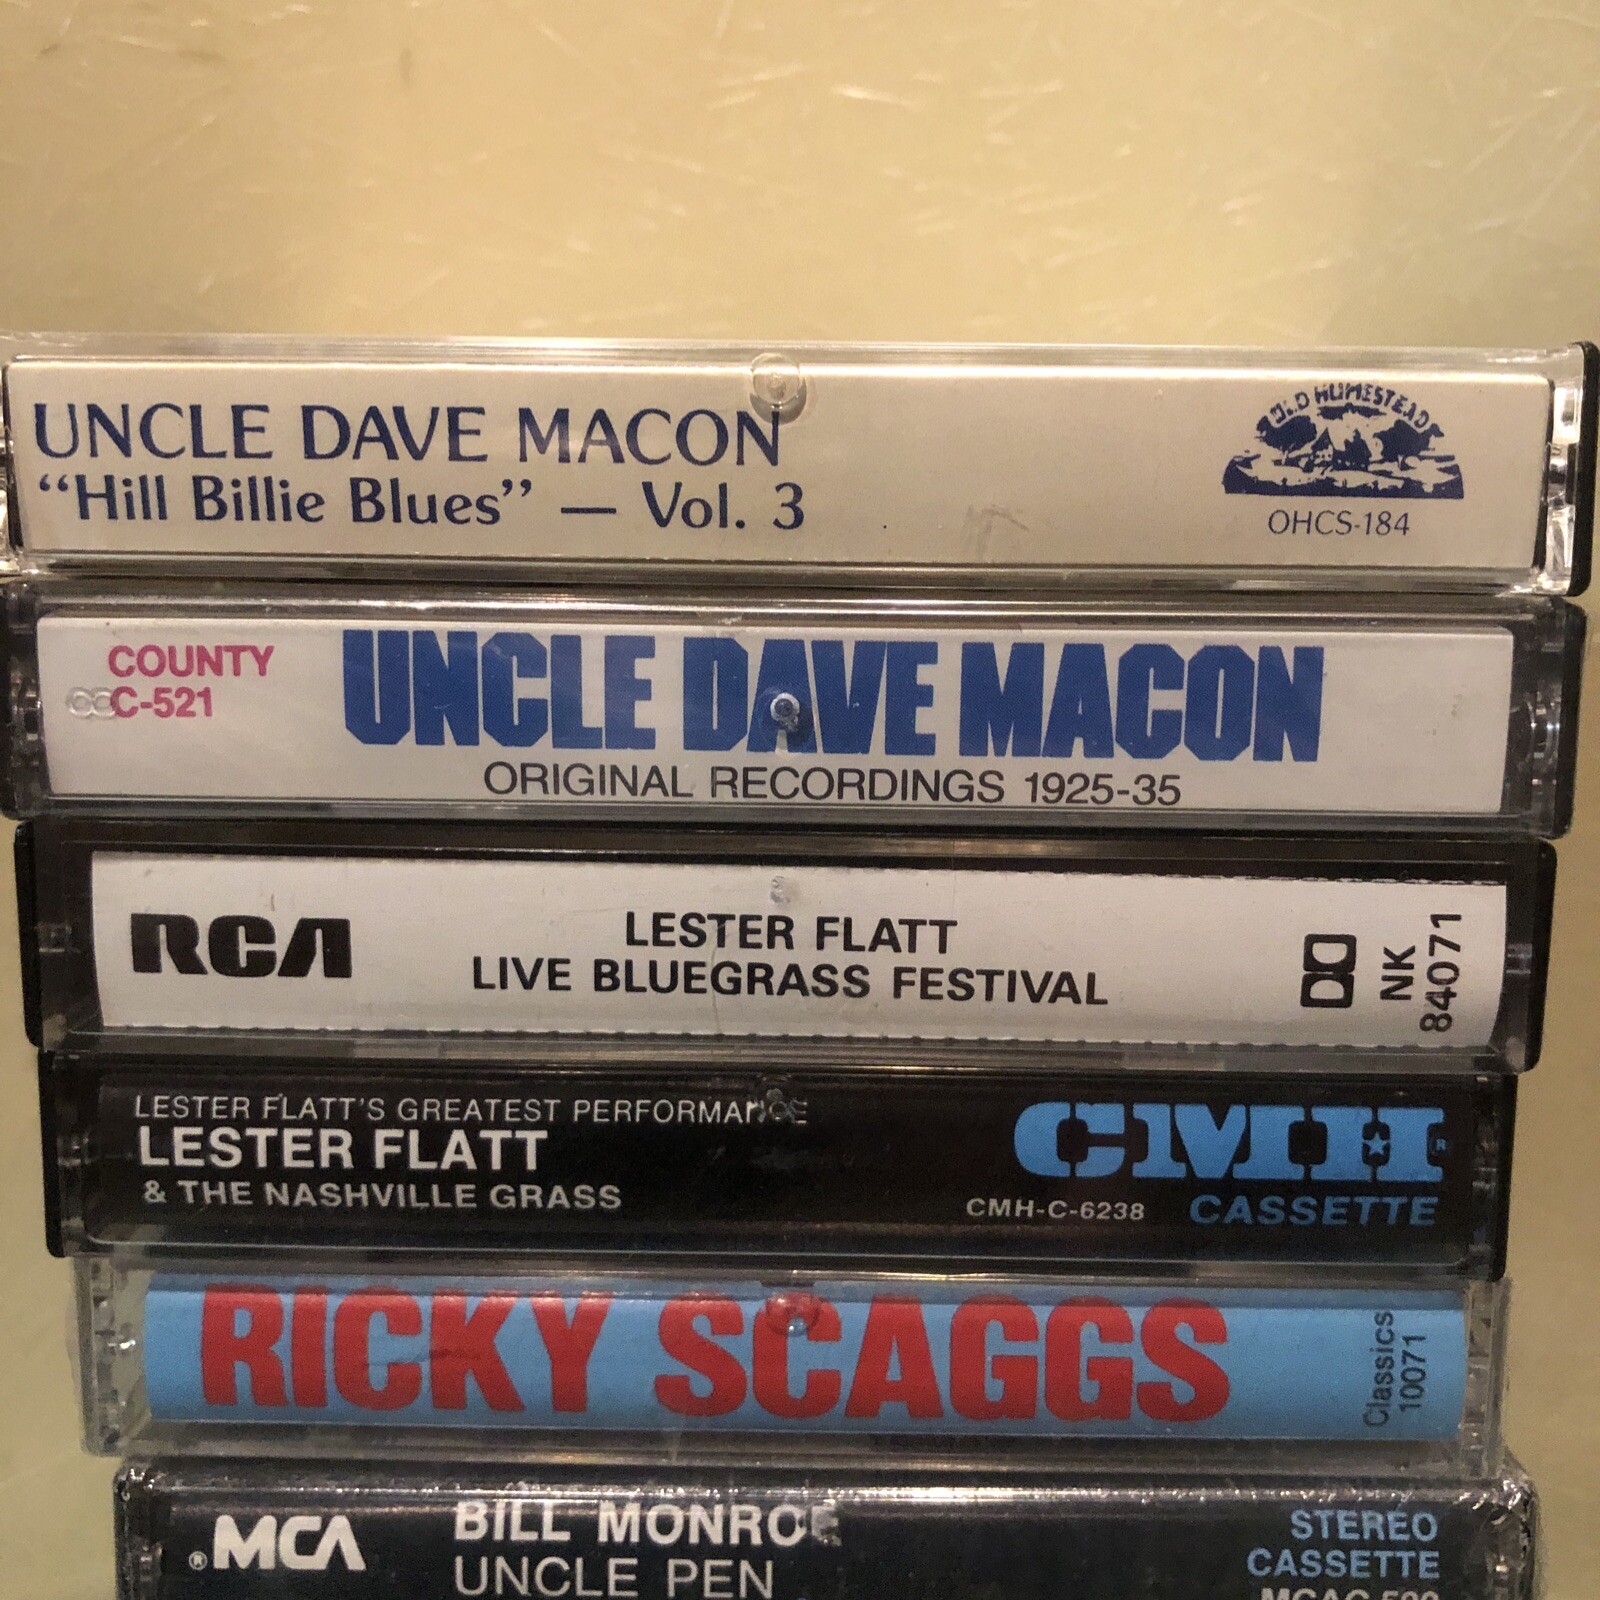 UNCLE DAVE MACON
"Hill Billie Blues" — Vol. 3
OLD HOMESTEAD
OHCS-184
COUNTY
C-521
UNCLE DAVE MACON
ORIGINAL RECORDINGS 1925-35
RCA
LESTER FLATT
LIVE BLUEGRASS FESTIVAL
NK
84071
LESTER FLATT'S GREATEST PERFORMANCE
LESTER FLATT
& THE NASHVILLE GRASS
CMH®
CMH-C-6238
CASSETTE
RICKY SCAGGS
Classics
10071
®MCA
BILL MONROE
UNCLE PEN
STEREO
CASSETTE